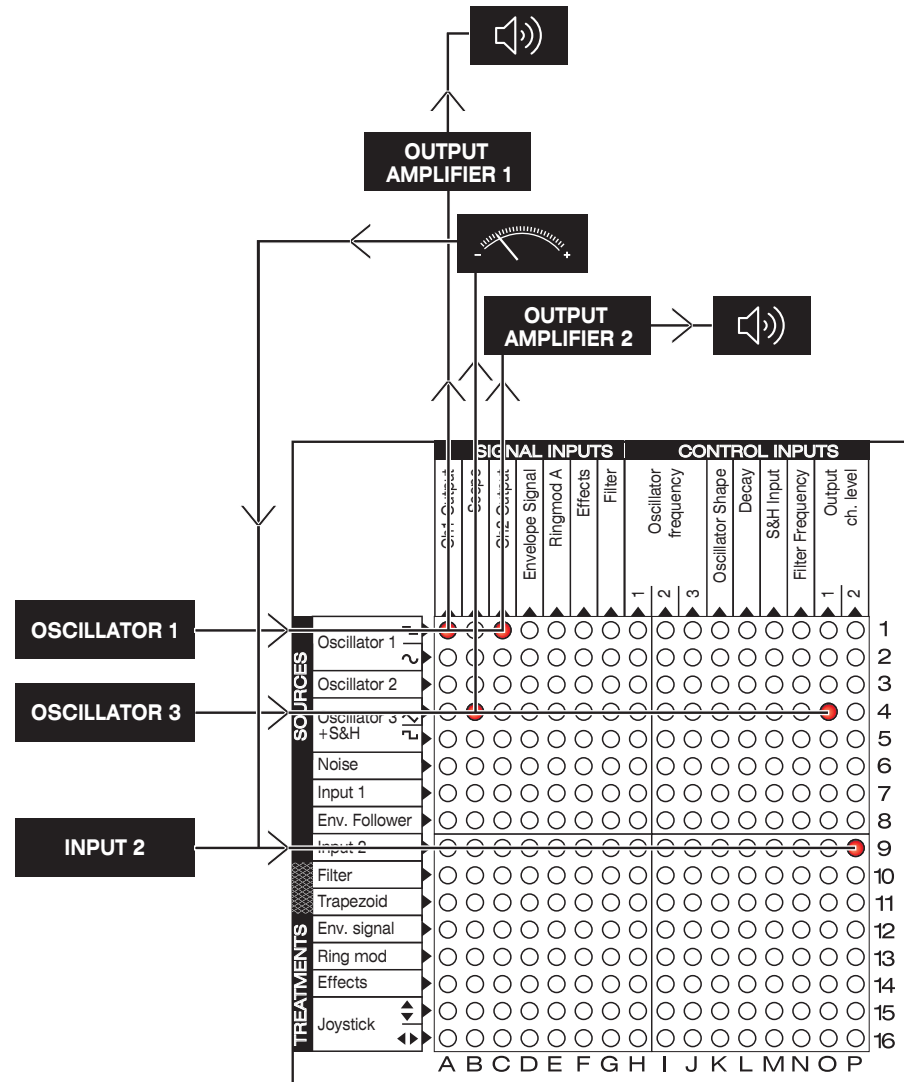 OUTPUT
AMPLIFIER 1
- +
OUTPUT
AMPLIFIER 2
SIGNAL INPUTS
CONTROL INPUTS
Ch1 Output
Scope
Ch2 Output
Envelope Signal
Ringmod A
Effects
Filter
Oscillator
frequency
1
2
3
Oscillator Shape
Decay
S&H Input
Filter Frequency
Output
ch. level
1
2
OSCILLATOR 1
OSCILLATOR 3
INPUT 2
SOURCES
TREATMENTS
Oscillator 1
Oscillator 2
Oscillator 3
+S&H
Noise
Input 1
Env. Follower
Input 2
Filter
Trapezoid
Env. signal
Ring mod
Effects
Joystick
1
2
3
4
5
6
7
8
9
10
11
12
13
14
15
16
A B C D E F G H I J K L M N O P